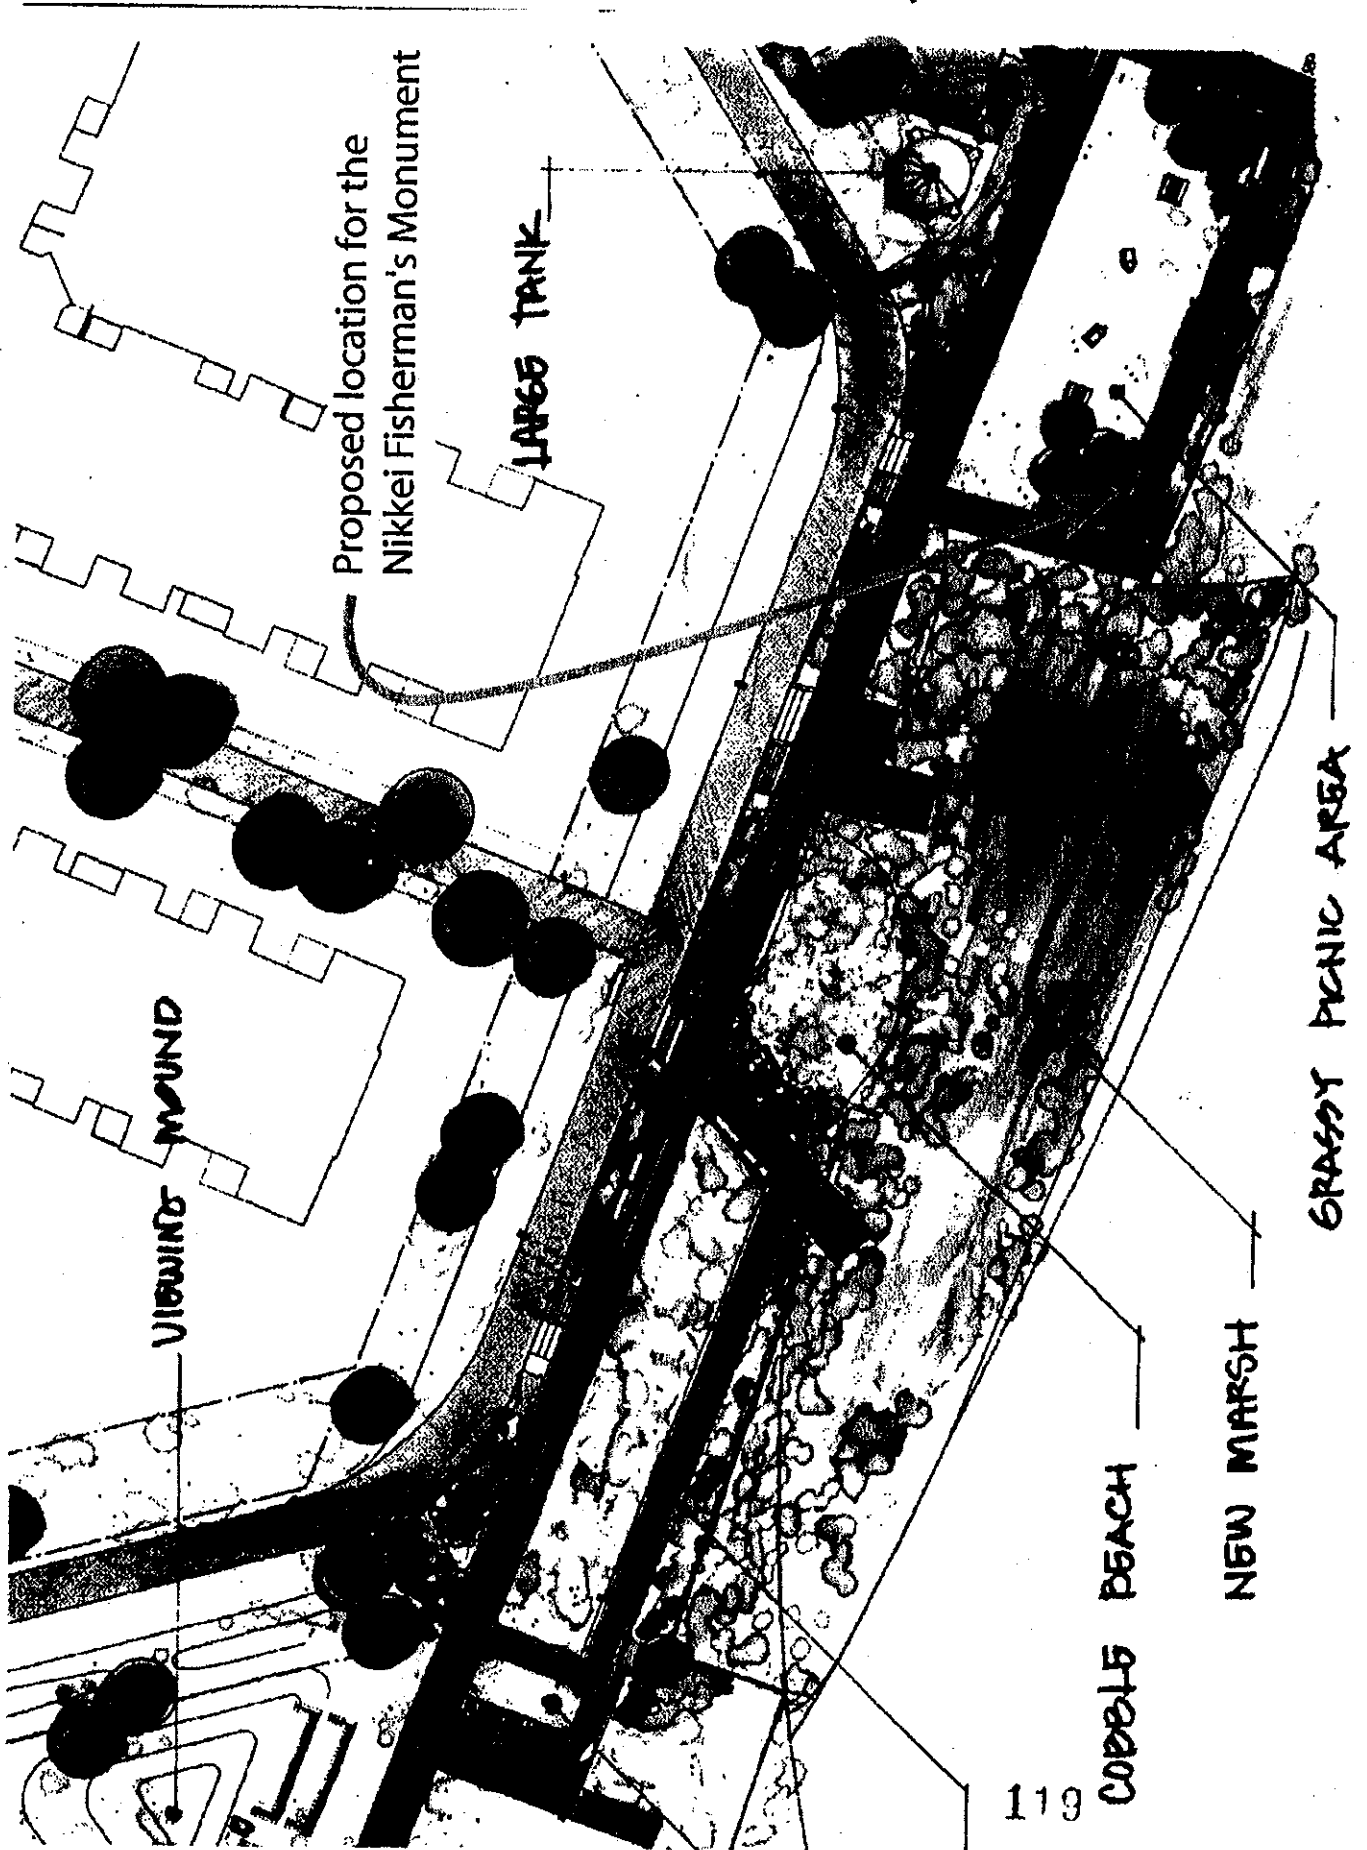 Proposed location for the
Nikkei Fisherman's Monument
LARGE TANK
VIEWING MOUND
GRASSY PICNIC AREA
NEW MARSH
COBBLE BEACH
119